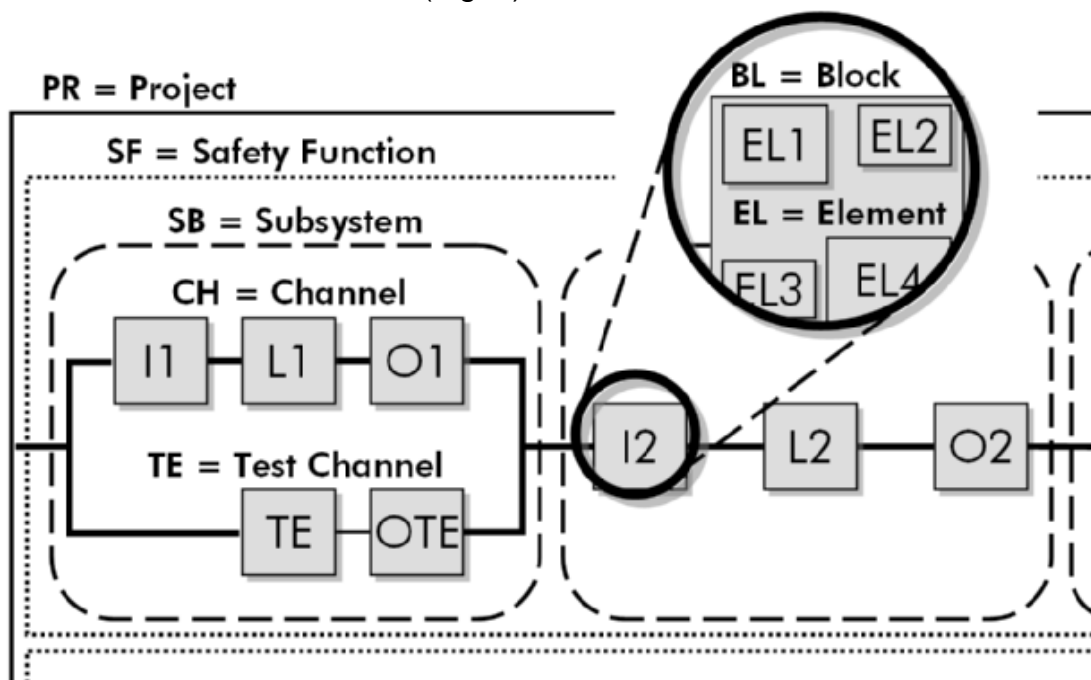 PR = Project
SF = Safety Function
SB = Subsystem
CH = Channel
I1 L1 O1
TE = Test Channel
TE OTE
BL = Block
EL1 EL2
EL = Element
EL3 EL4
I2 L2 O2